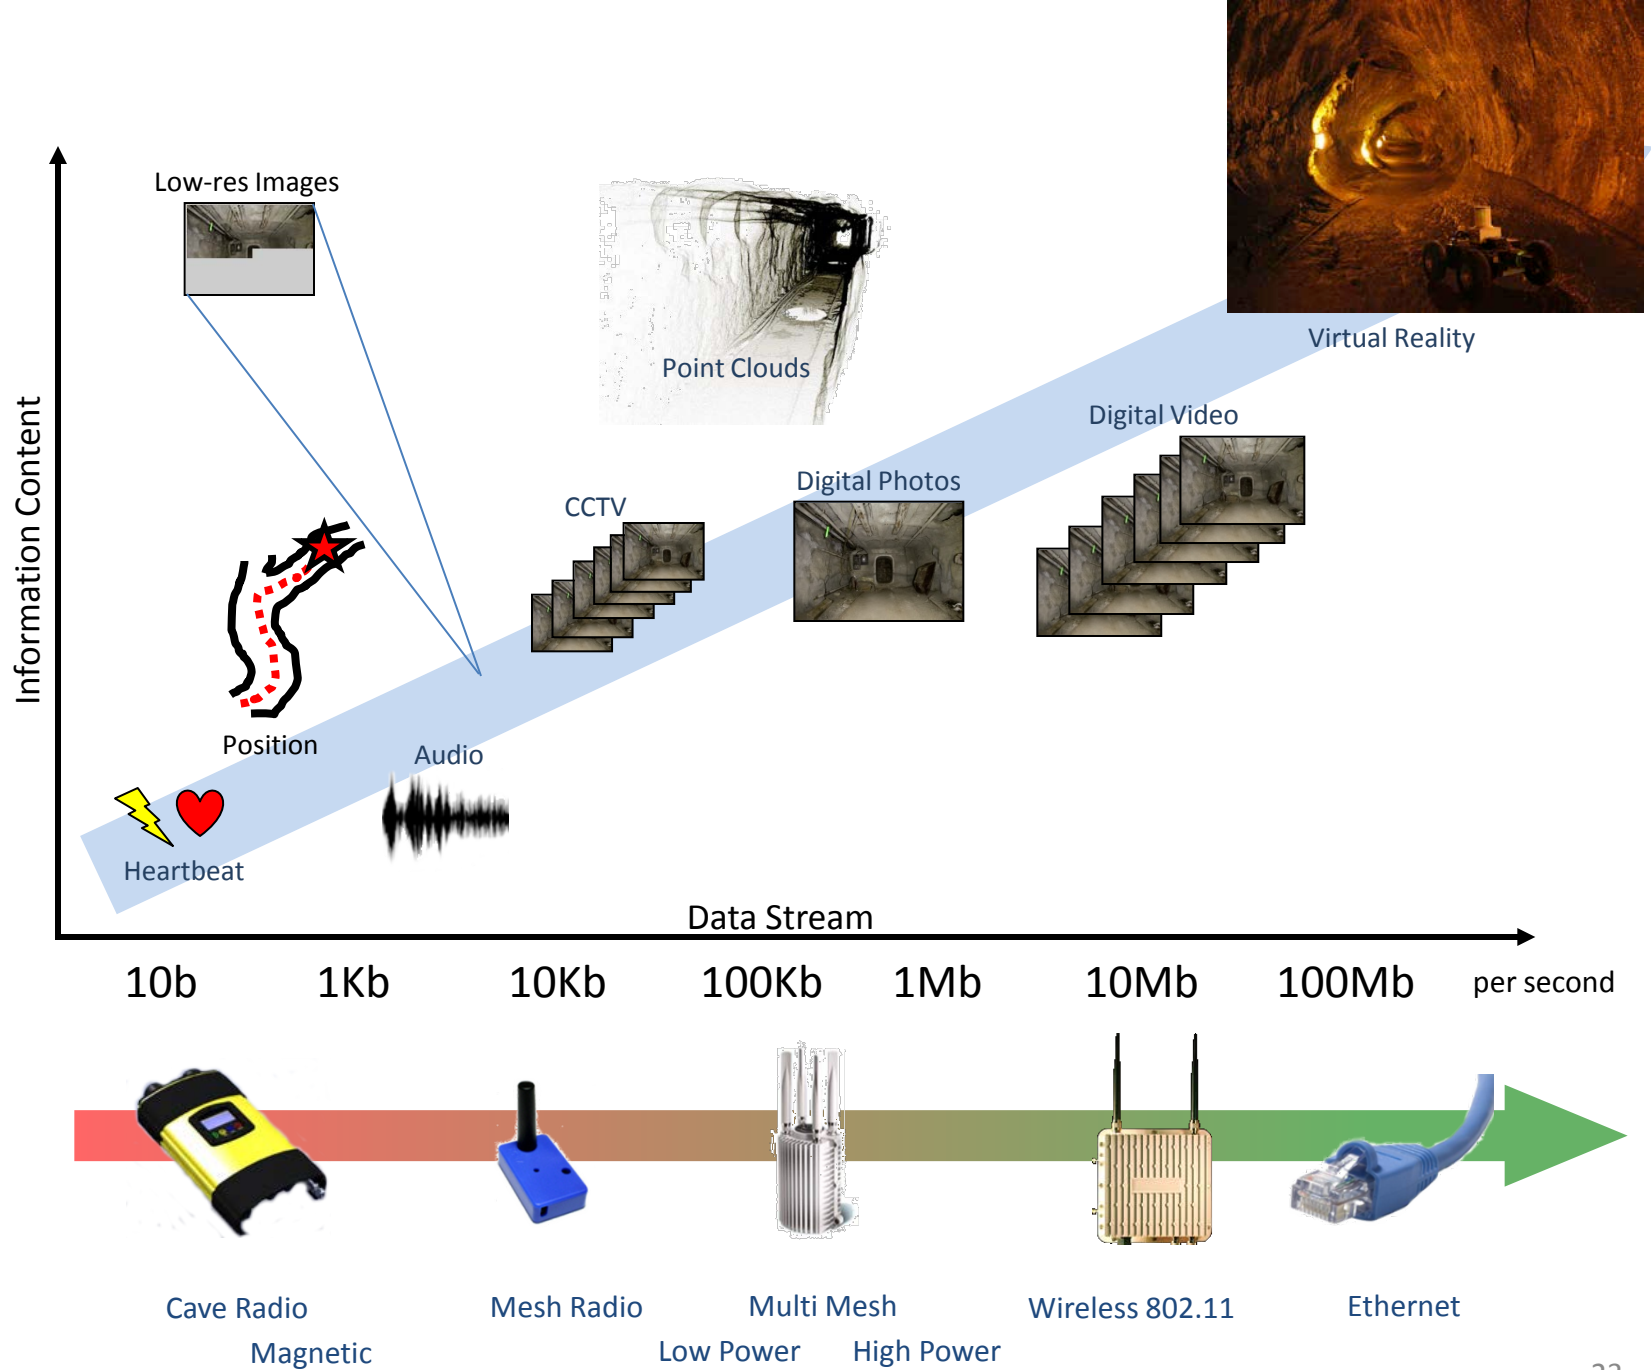 Low-res Images
Point Clouds
Virtual Reality
Digital Video
Digital Photos
CCTV
Information Content
Position
Audio
Heartbeat
Data Stream
10b 1Kb 10Kb 100Kb 1Mb 10Mb 100Mb per second
Cave Radio Mesh Radio Multi Mesh Wireless 802.11 Ethernet
Magnetic Low Power High Power